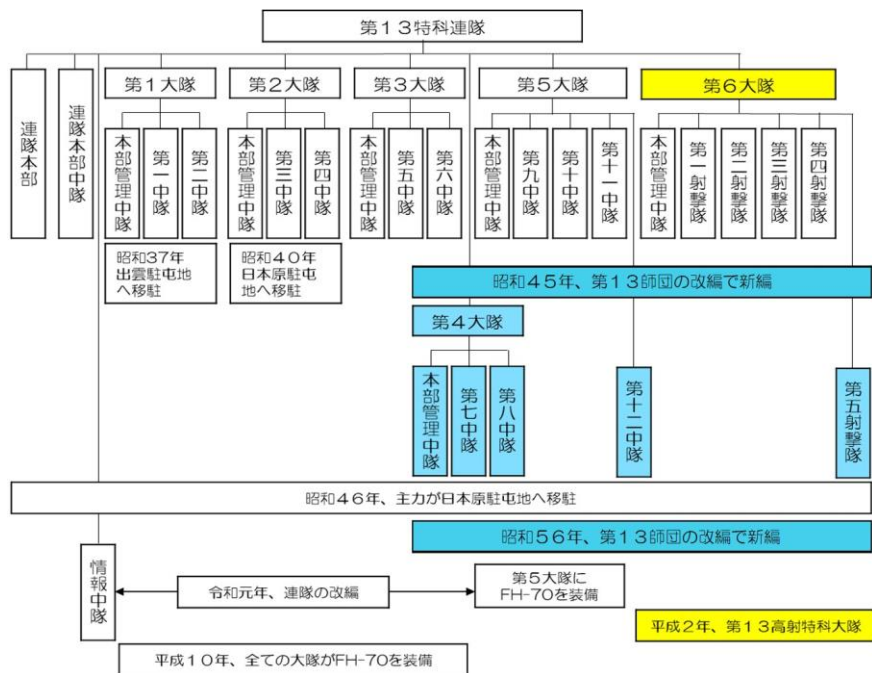 第１３特科連隊
連隊本部
連隊本部中隊
第１大隊
本部管理中隊
第一中隊
第二中隊
昭和37年
出雲駐屯地
へ移駐
第２大隊
本部管理中隊
第三中隊
第四中隊
昭和４０年
日本原駐屯
地へ移駐
第３大隊
本部管理中隊
第五中隊
第六中隊
第５大隊
本部管理中隊
第九中隊
第十中隊
第十一中隊
第６大隊
本部管理中隊
第一射撃隊
第二射撃隊
第三射撃隊
第四射撃隊
昭和４５年、第１３師団の改編で新編
第４大隊
本部管理中隊
第七中隊
第八中隊
第十二中隊
第五射撃隊
昭和４６年、主力が日本原駐屯地へ移駐
昭和５６年、第１３師団の改編で新編
情報中隊
令和元年、連隊の改編
第５大隊に
FH-70を装備
平成２年、第１３高射特科大隊
平成１０年、全ての大隊がFH-70を装備